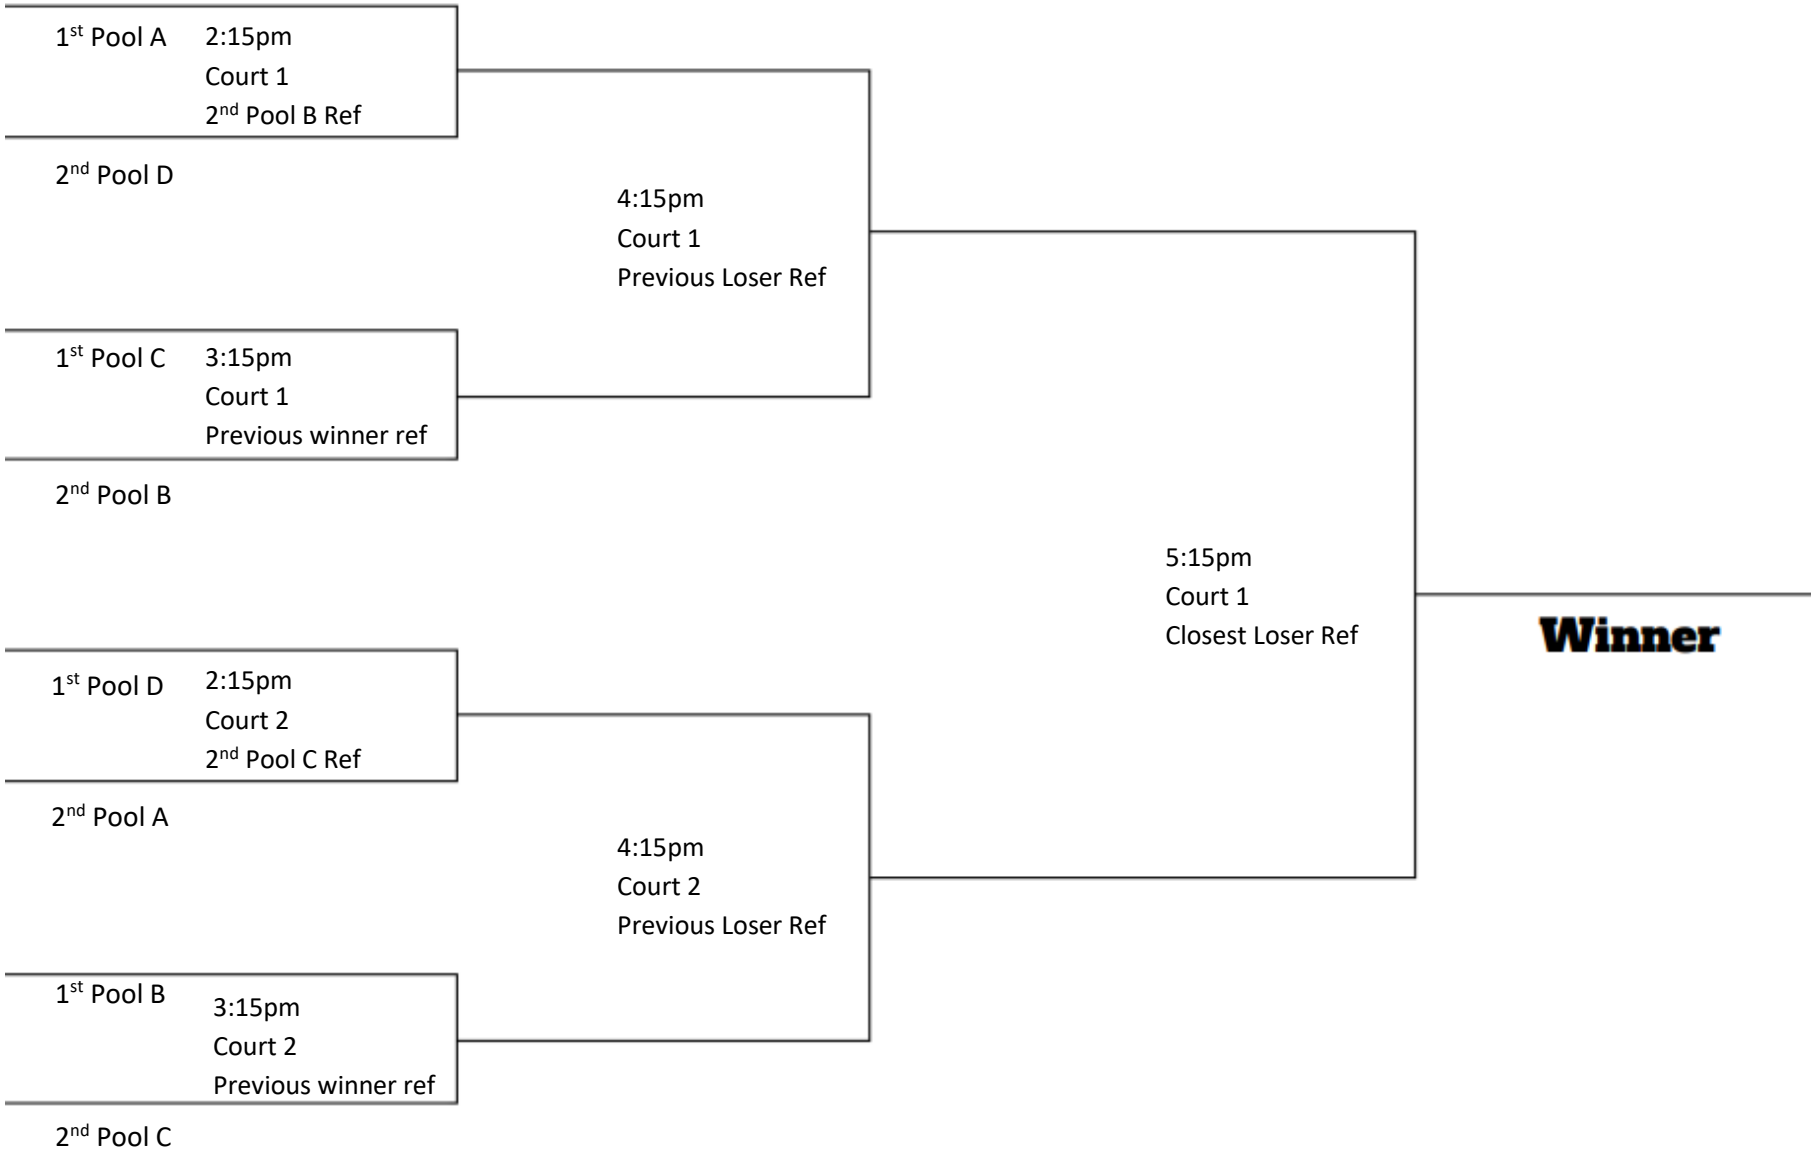 1st Pool A
2:15pm
Court 1
2nd Pool B Ref
2nd Pool D
4:15pm
Court 1
Previous Loser Ref
1st Pool C
3:15pm
Court 1
Previous winner ref
2nd Pool B
5:15pm
Court 1
Closest Loser Ref
Winner
1st Pool D
2:15pm
Court 2
2nd Pool C Ref
2nd Pool A
4:15pm
Court 2
Previous Loser Ref
1st Pool B
3:15pm
Court 2
Previous winner ref
2nd Pool C